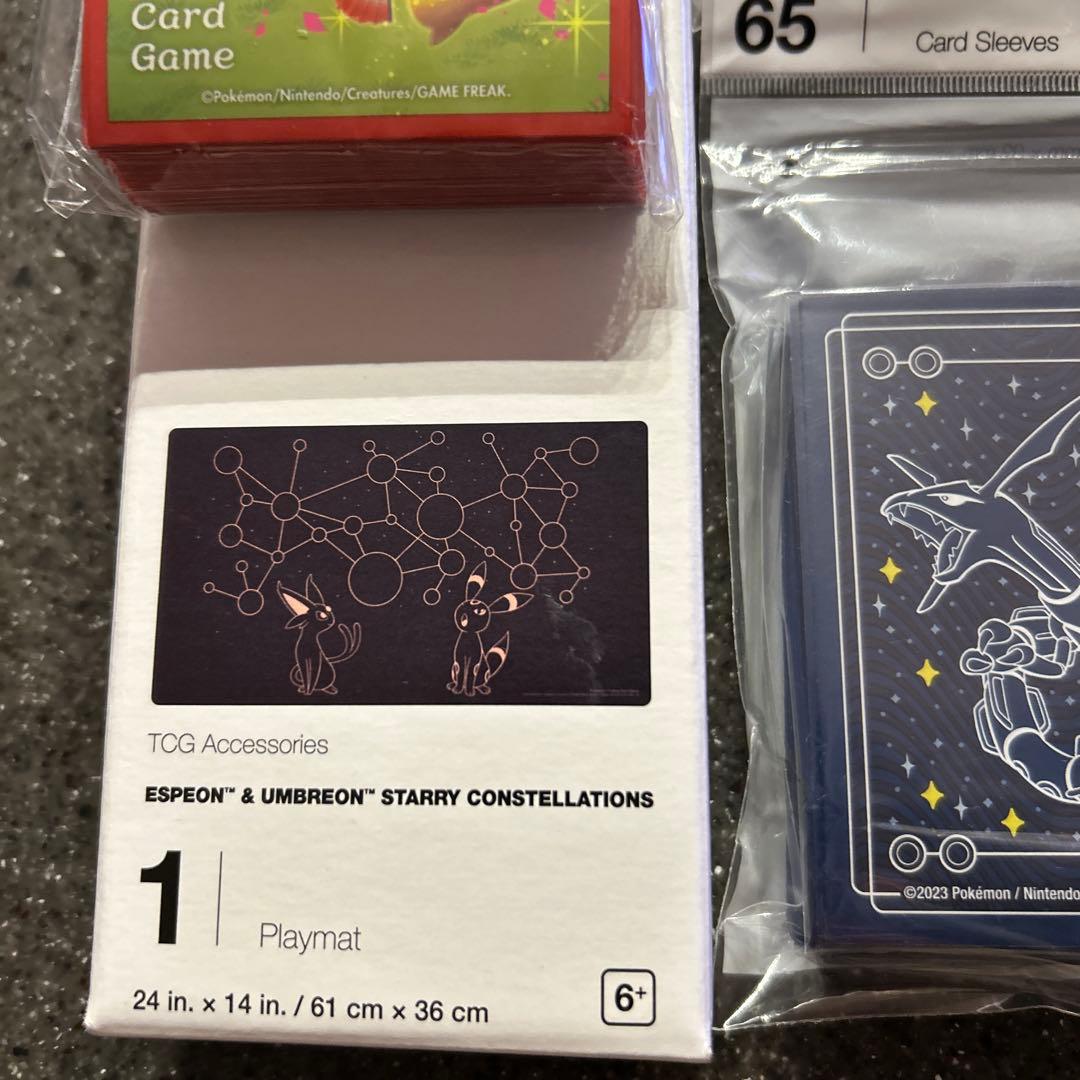 Card
Game
©Pokémon/Nintendo/Creatures/GAME FREAK.
65
Card Sleeves
TCG Accessories
ESPEON™ & UMBREON™ STARRY CONSTELLATIONS
1
Playmat
24 in. × 14 in. / 61 cm × 36 cm
6+
©2023 Pokémon / Nintendo